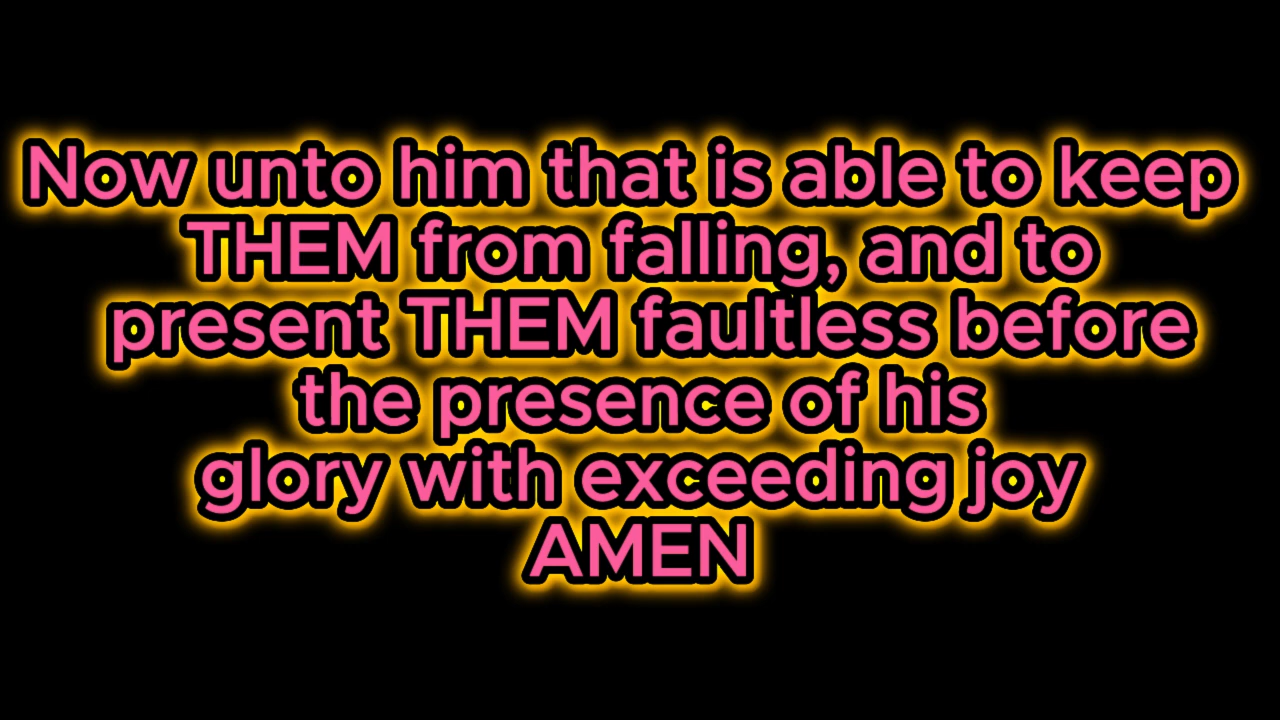 Now unto him that is able to keep
THEM from falling, and to
present THEM faultless before
the presence of his
glory with exceeding joy
AMEN